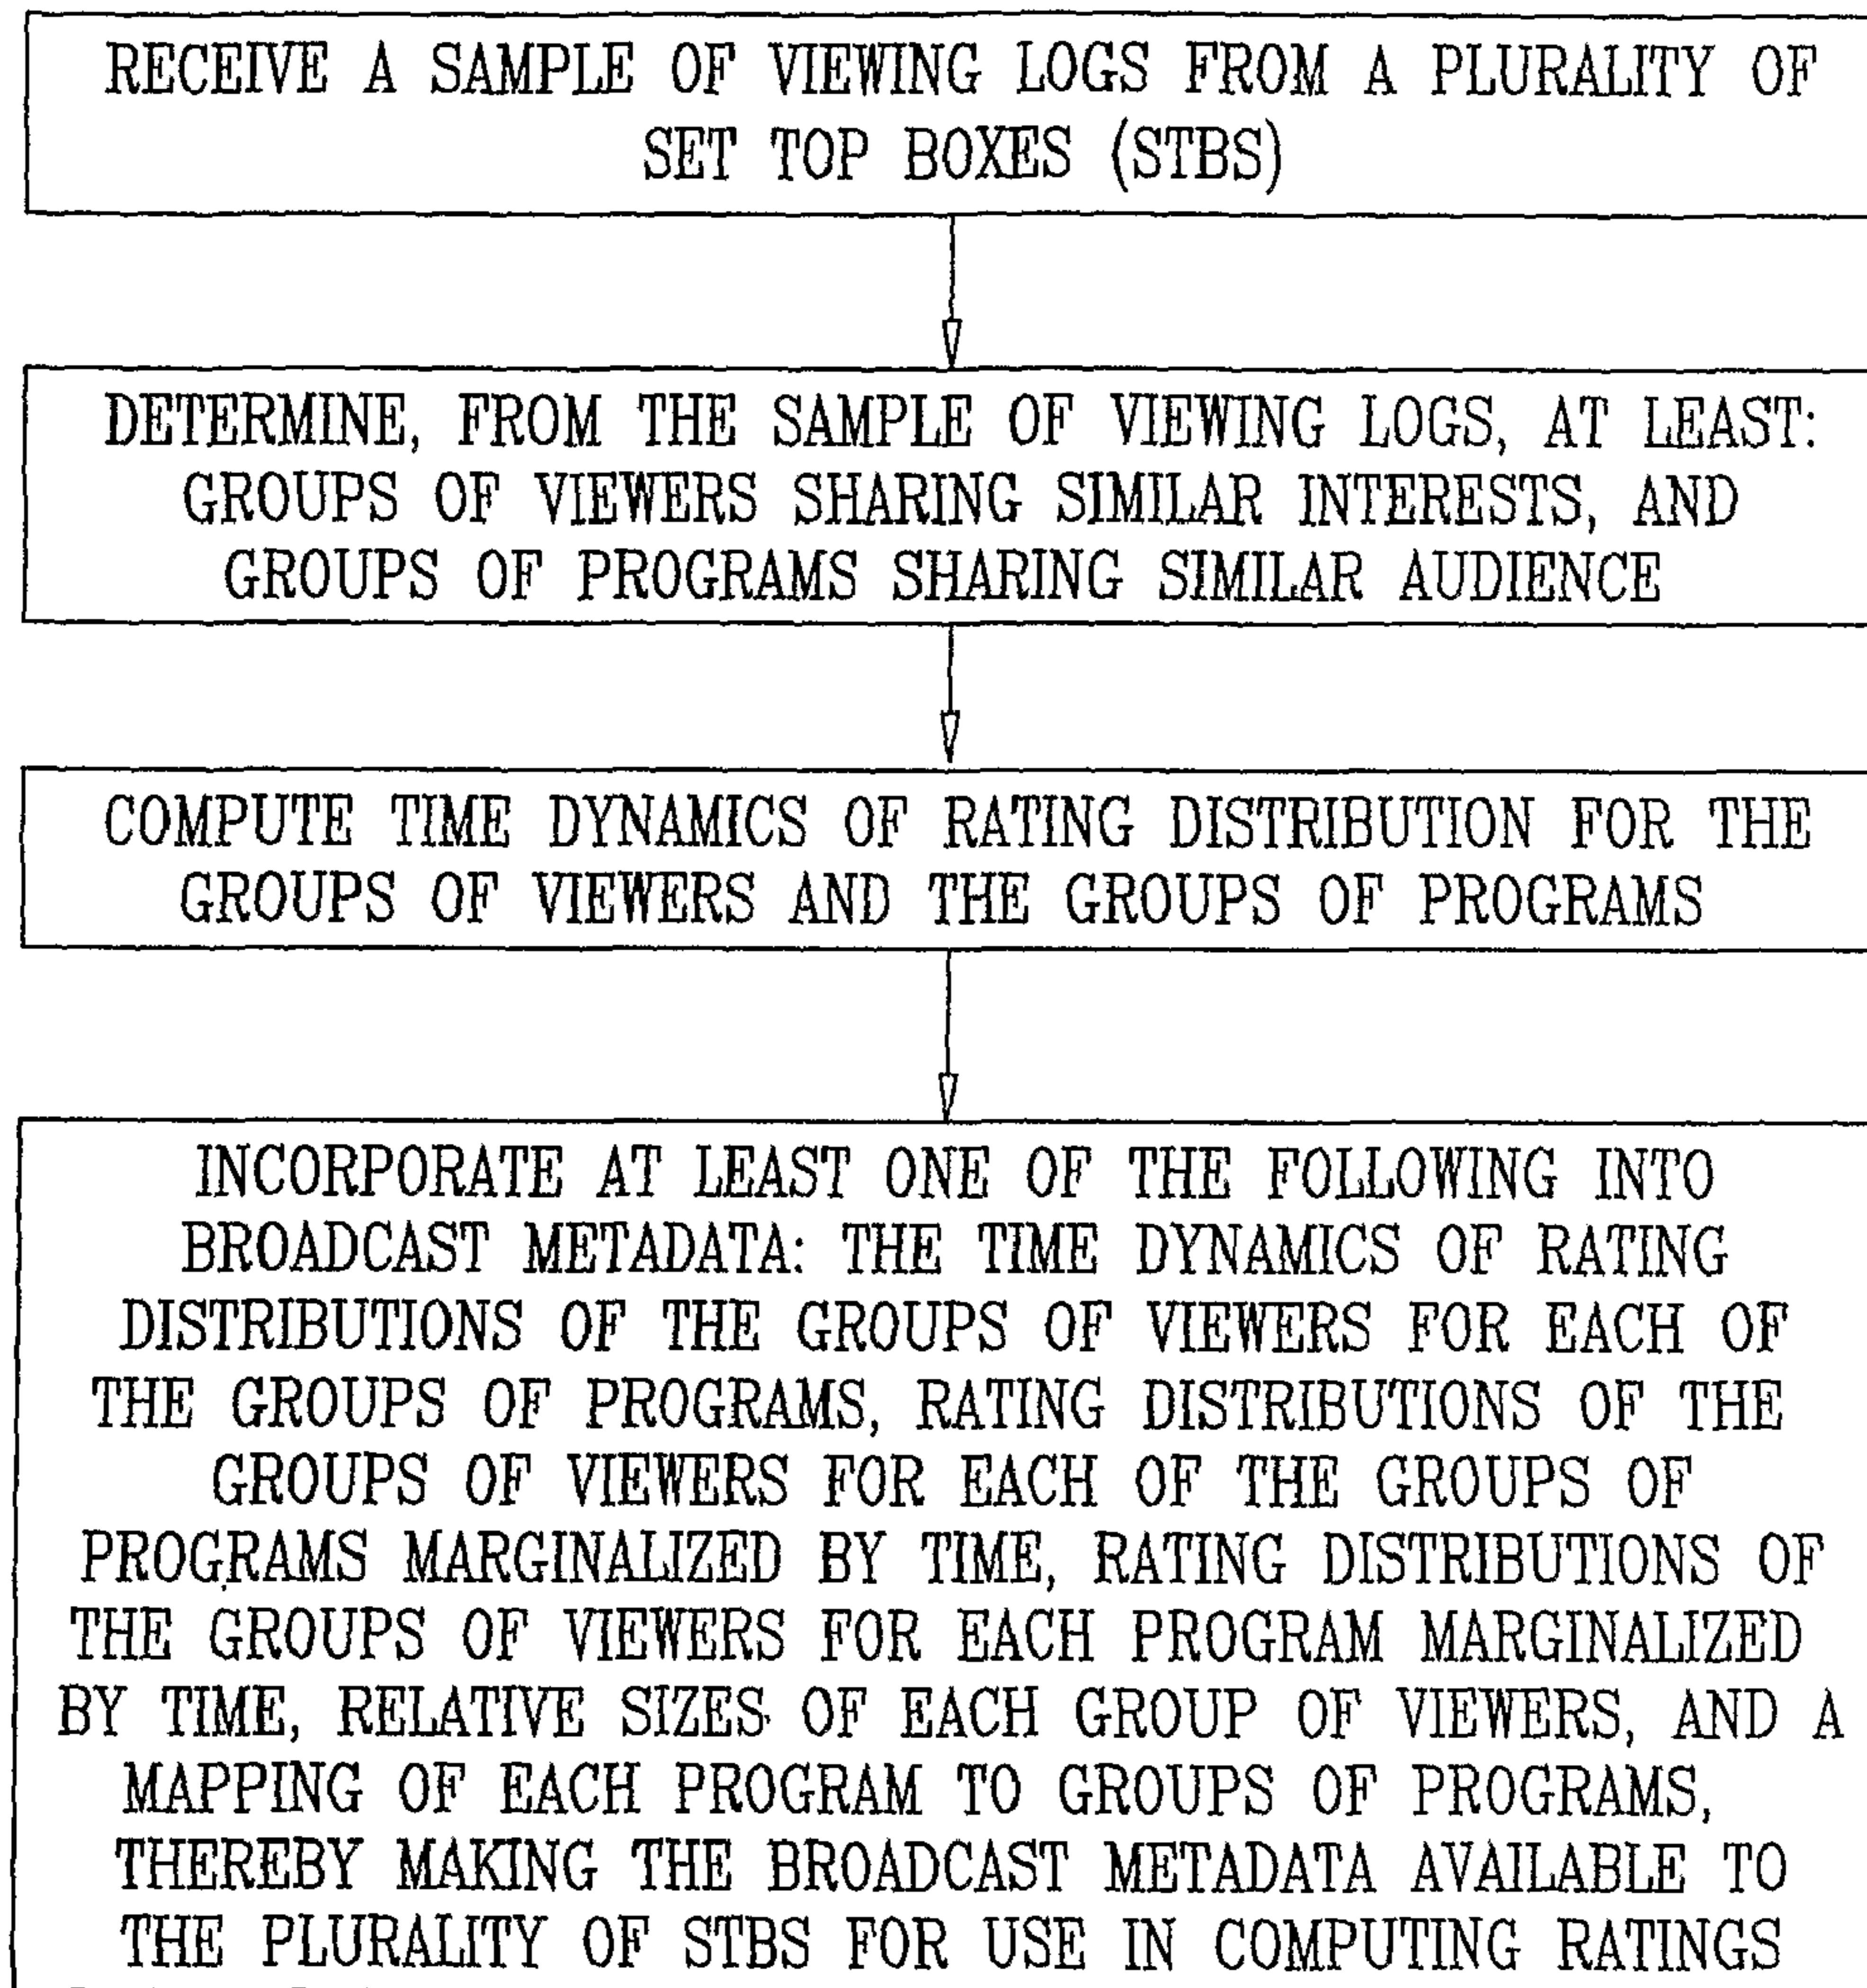 RECEIVE A SAMPLE OF VIEWING LOGS FROM A PLURALITY OF
SET TOP BOXES (STBS)
DETERMINE, FROM THE SAMPLE OF VIEWING LOGS, AT LEAST:
GROUPS OF VIEWERS SHARING SIMILAR INTERESTS, AND
GROUPS OF PROGRAMS SHARING SIMILAR AUDIENCE
COMPUTE TIME DYNAMICS OF RATING DISTRIBUTION FOR THE
GROUPS OF VIEWERS AND THE GROUPS OF PROGRAMS
INCORPORATE AT LEAST ONE OF THE FOLLOWING INTO
BROADCAST METADATA: THE TIME DYNAMICS OF RATING
DISTRIBUTIONS OF THE GROUPS OF VIEWERS FOR EACH OF
THE GROUPS OF PROGRAMS, RATING DISTRIBUTIONS OF THE
GROUPS OF VIEWERS FOR EACH OF THE GROUPS OF
PROGRAMS MARGINALIZED BY TIME, RATING DISTRIBUTIONS OF
THE GROUPS OF VIEWERS FOR EACH PROGRAM MARGINALIZED
BY TIME, RELATIVE SIZES OF EACH GROUP OF VIEWERS, AND A
MAPPING OF EACH PROGRAM TO GROUPS OF PROGRAMS,
THEREBY MAKING THE BROADCAST METADATA AVAILABLE TO
THE PLURALITY OF STBS FOR USE IN COMPUTING RATINGS